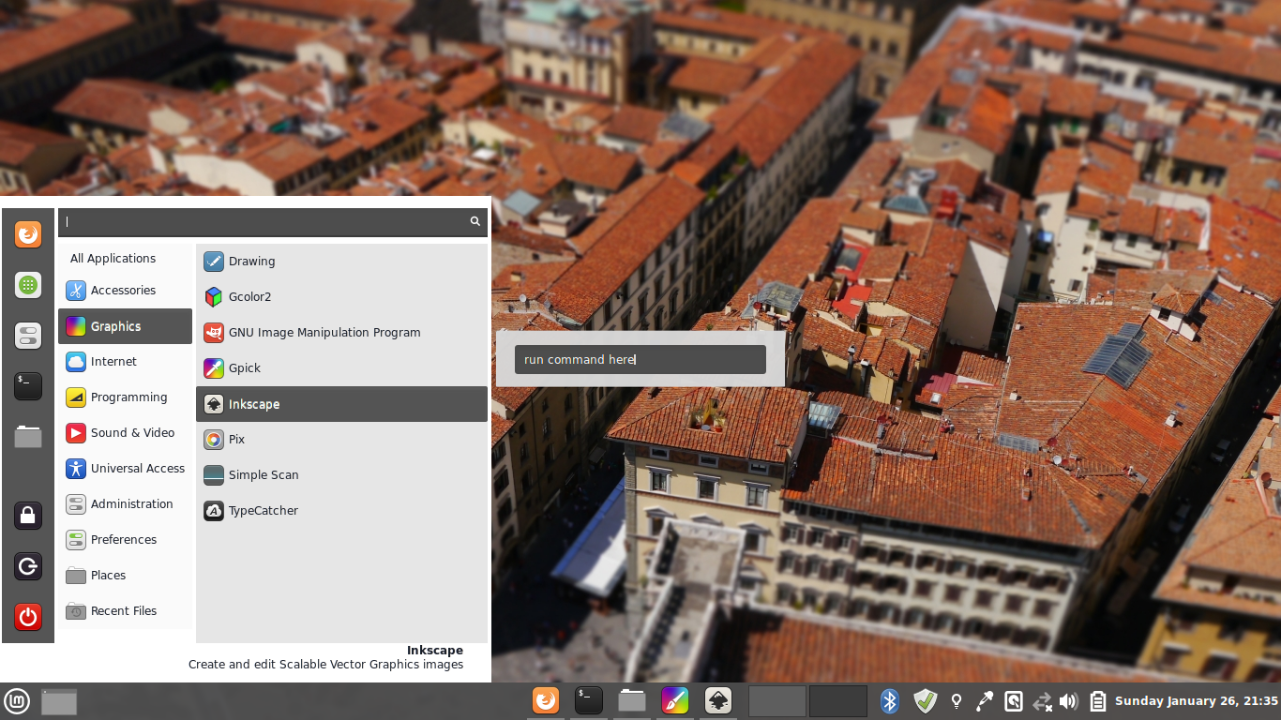 All Applications
Accessories
Graphics
Internet
Programming
Sound & Video
Universal Access
Administration
Preferences
Places
Recent Files
Drawing
Gcolor2
GNU Image Manipulation Program
Gpick
Inkscape
Pix
Simple Scan
TypeCatcher
Inkscape
Create and edit Scalable Vector Graphics images
run command here
Sunday January 26, 21:35